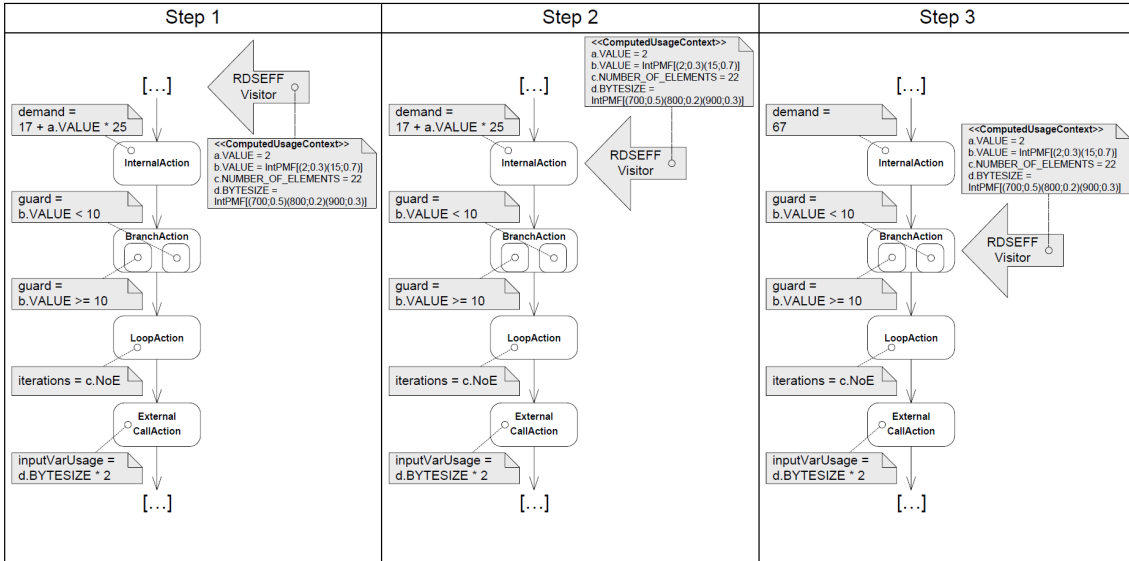 Step 1
[...]
RDSEFF
Visitor
demand =
17 + a.VALUE * 25
<<ComputedUsageContext>>
a.VALUE = 2
b.VALUE = IntPMF[(2;0.3)(15;0.7)]
c.NUMBER_OF_ELEMENTS = 22
d.BYTESIZE =
IntPMF[(700;0.5)(800;0.2)(900;0.3)]
InternalAction
guard =
b.VALUE < 10
BranchAction
guard =
b.VALUE >= 10
LoopAction
iterations = c.NoE
External
CallAction
inputVarUsage =
d.BYTESIZE * 2
[...]
Step 2
<<ComputedUsageContext>>
a.VALUE = 2
b.VALUE = IntPMF[(2;0.3)(15;0.7)]
c.NUMBER_OF_ELEMENTS = 22
d.BYTESIZE =
IntPMF[(700;0.5)(800;0.2)(900;0.3)]
[...]
demand =
17 + a.VALUE * 25
InternalAction
RDSEFF
Visitor
guard =
b.VALUE < 10
BranchAction
guard =
b.VALUE >= 10
LoopAction
iterations = c.NoE
External
CallAction
inputVarUsage =
d.BYTESIZE * 2
[...]
Step 3
[...]
demand =
67
<<ComputedUsageContext>>
a.VALUE = 2
b.VALUE = IntPMF[(2;0.3)(15;0.7)]
c.NUMBER_OF_ELEMENTS = 22
d.BYTESIZE =
IntPMF[(700;0.5)(800;0.2)(900;0.3)]
InternalAction
guard =
b.VALUE < 10
BranchAction
RDSEFF
Visitor
guard =
b.VALUE >= 10
LoopAction
iterations = c.NoE
External
CallAction
inputVarUsage =
d.BYTESIZE * 2
[...]